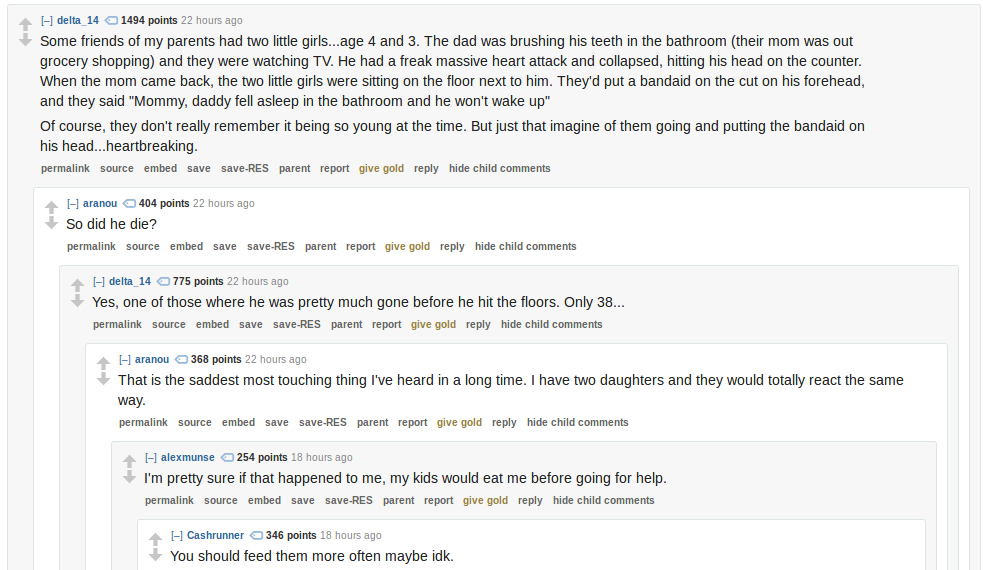 [–] delta_14 1494 points 22 hours ago
Some friends of my parents had two little girls...age 4 and 3. The dad was brushing his teeth in the bathroom (their mom was out
grocery shopping) and they were watching TV. He had a freak massive heart attack and collapsed, hitting his head on the counter.
When the mom came back, the two little girls were sitting on the floor next to him. They'd put a bandaid on the cut on his forehead,
and they said "Mommy, daddy fell asleep in the bathroom and he won't wake up"
Of course, they don't really remember it being so young at the time. But just that imagine of them going and putting the bandaid on
his head...heartbreaking.
permalink source embed save save-RES parent report give gold reply hide child comments
[–] aranou 404 points 22 hours ago
So did he die?
permalink source embed save save-RES parent report give gold reply hide child comments
[–] delta_14 775 points 22 hours ago
Yes, one of those where he was pretty much gone before he hit the floors. Only 38...
permalink source embed save save-RES parent report give gold reply hide child comments
[–] aranou 368 points 22 hours ago
That is the saddest most touching thing I've heard in a long time. I have two daughters and they would totally react the same
way.
permalink source embed save save-RES parent report give gold reply hide child comments
[–] alexmunse 254 points 18 hours ago
I'm pretty sure if that happened to me, my kids would eat me before going for help.
permalink source embed save save-RES parent report give gold reply hide child comments
[–] Cashrunner 346 points 18 hours ago
You should feed them more often maybe idk.